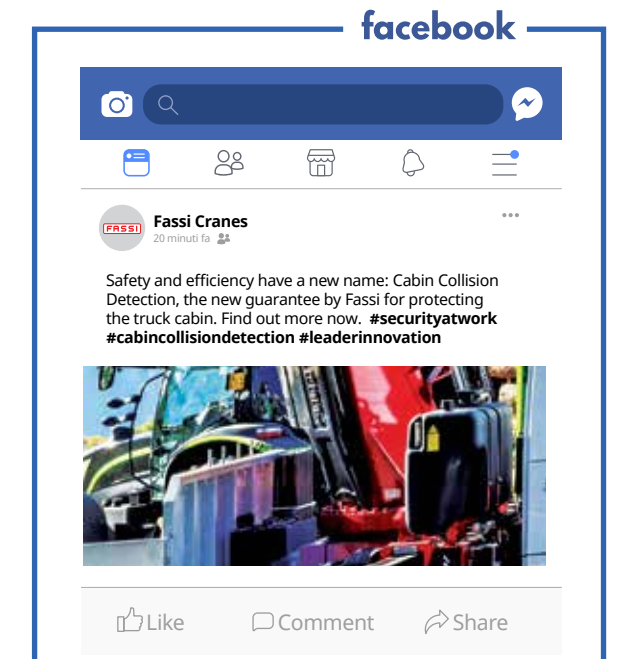 facebook
FASSI
Fassi Cranes
20 minuti fa
Safety and efficiency have a new name: Cabin Collision
Detection, the new guarantee by Fassi for protecting
the truck cabin. Find out more now. #securityatwork
#cabincollisiondetection #leaderinnovation
Like
Comment
Share